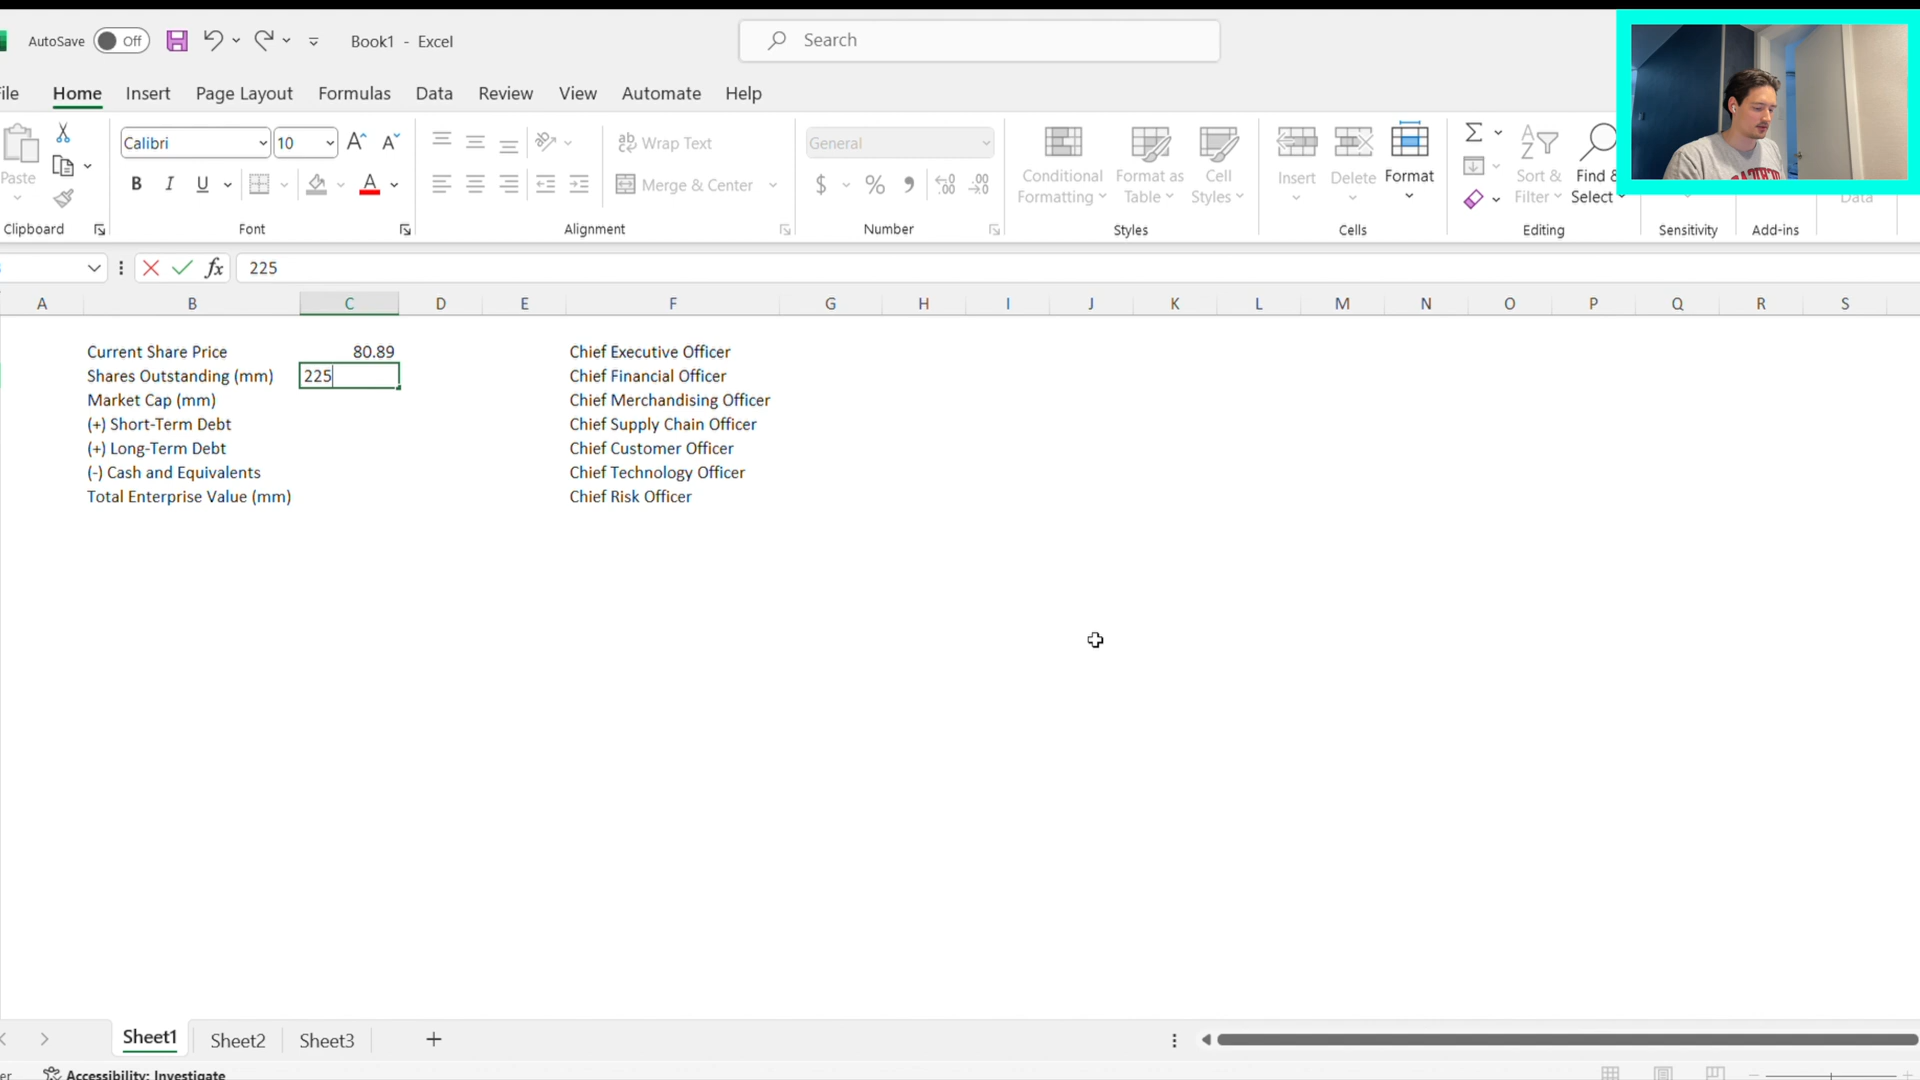 AutoSave Off Book1 - Excel Search
File Home Insert Page Layout Formulas Data Review View Automate Help
Calibri 10 Wrap Text General
Paste Merge & Center Conditional Formatting Format as Table Cell Styles Insert Delete Format Sort & Filter Find & Select Data
Clipboard Font Alignment Number Styles Cells Editing Sensitivity Add-ins
fx 225
A B C D E F G H I J K L M N O P Q R S
Current Share Price 80.89 Chief Executive Officer
Shares Outstanding (mm) 225 Chief Financial Officer
Market Cap (mm) Chief Merchandising Officer
(+) Short-Term Debt Chief Supply Chain Officer
(+) Long-Term Debt Chief Customer Officer
(-) Cash and Equivalents Chief Technology Officer
Total Enterprise Value (mm) Chief Risk Officer
Sheet1 Sheet2 Sheet3
Accessibility: Investigate